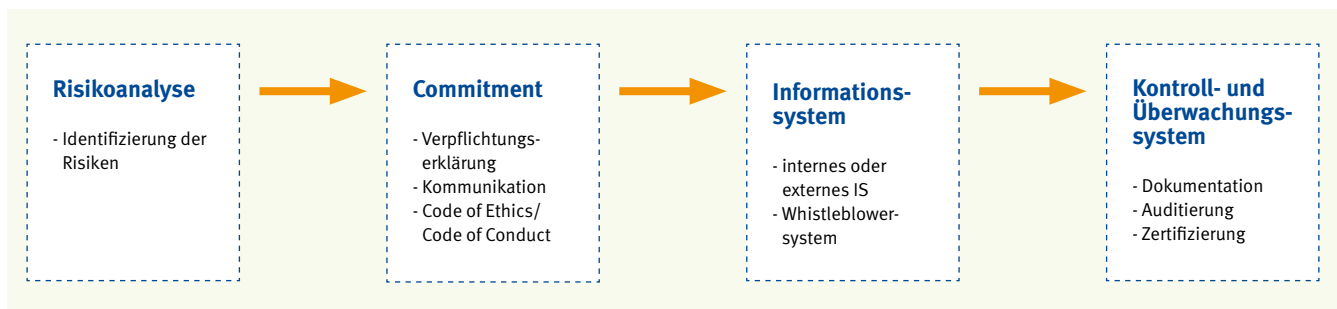 Risikoanalyse
- Identifizierung der
Risiken
Commitment
- Verpflichtungs-
erklärung
- Kommunikation
- Code of Ethics/
Code of Conduct
Informations-
system
- internes oder
externes IS
- Whistleblower-
system
Kontroll- und
Überwachungs-
system
- Dokumentation
- Auditierung
- Zertifizierung